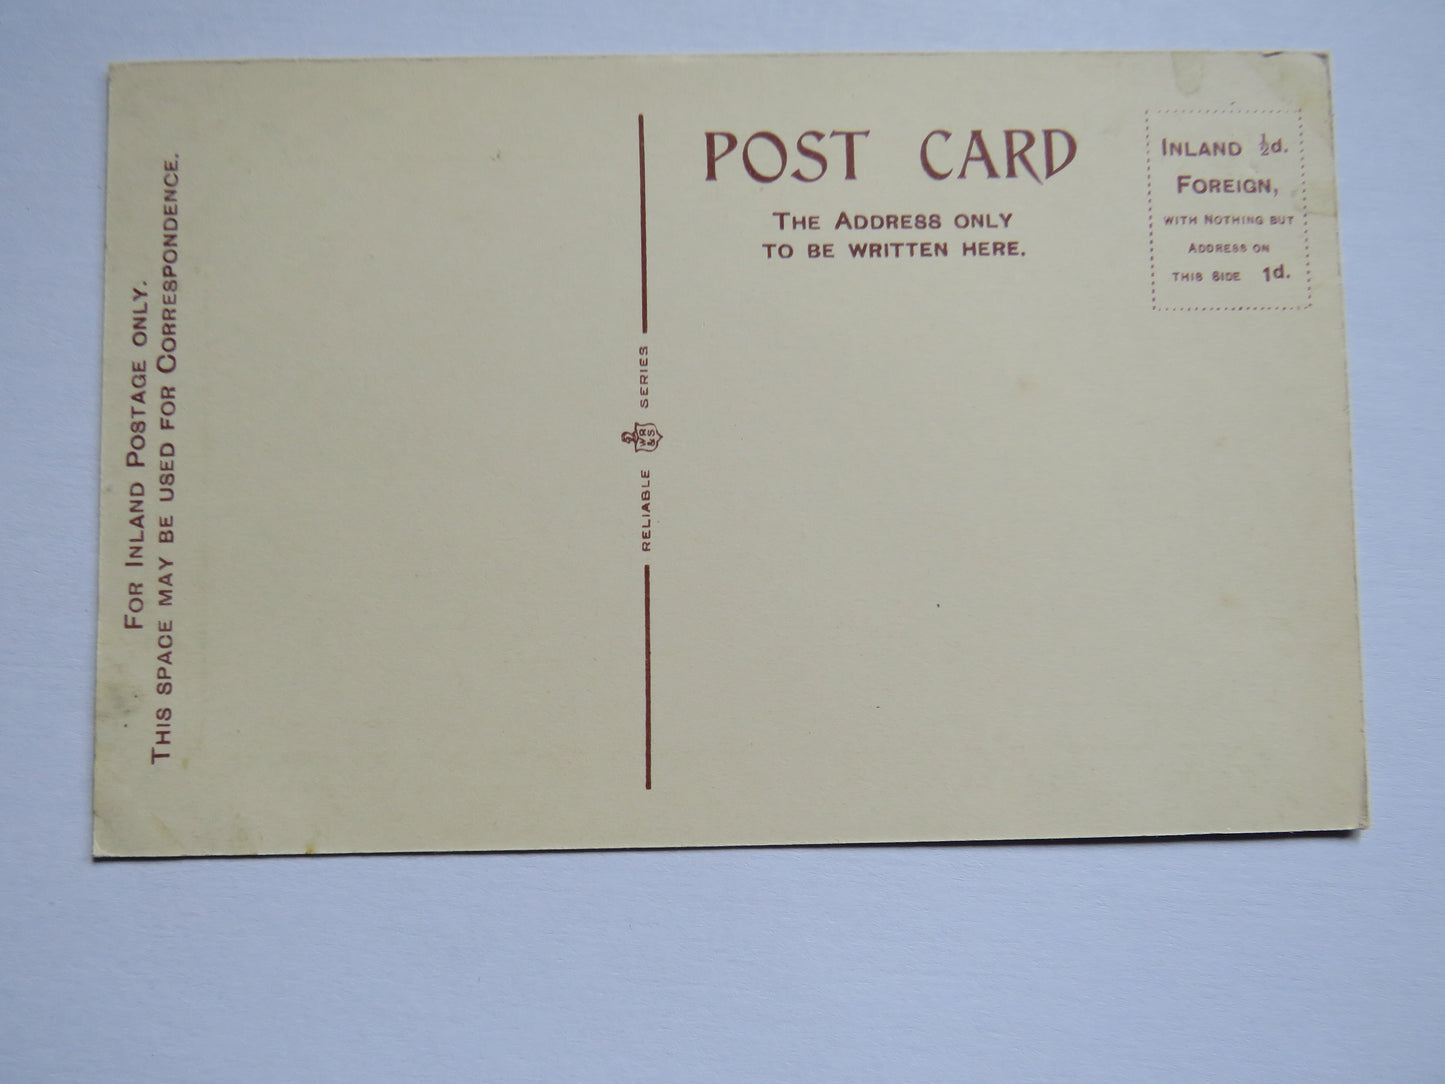 FOR INLAND POSTAGE ONLY.
THIS SPACE MAY BE USED FOR CORRESPONDENCE.
RELIABLE WR&S SERIES
POST CARD
THE ADDRESS ONLY
TO BE WRITTEN HERE.
INLAND ½d.
FOREIGN,
WITH NOTHING BUT
ADDRESS ON
THIS SIDE 1d.